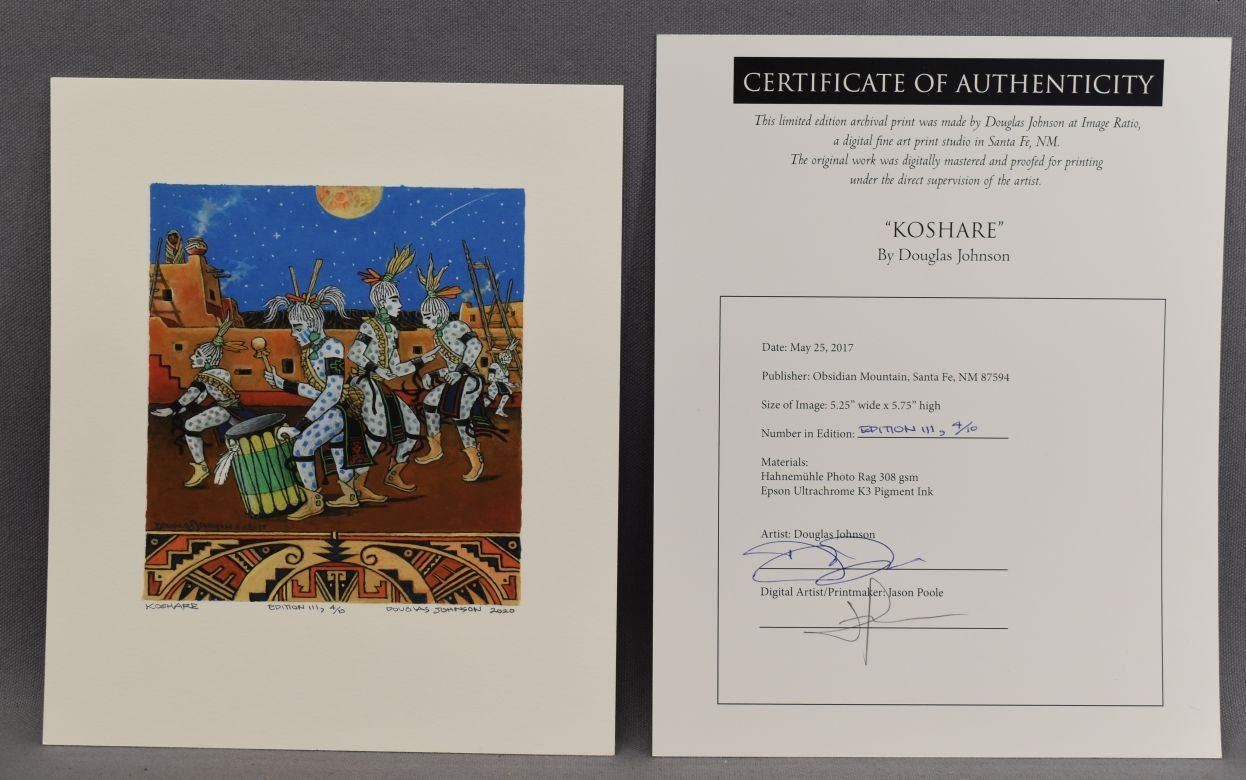 KOSHARE EDITION III, 4/10 DOUGLAS JOHNSON 2020
CERTIFICATE OF AUTHENTICITY
This limited edition archival print was made by Douglas Johnson at Image Ratio,
a digital fine art print studio in Santa Fe, NM.
The original work was digitally mastered and proofed for printing
under the direct supervision of the artist.
“KOSHARE”
By Douglas Johnson
Date: May 25, 2017
Publisher: Obsidian Mountain, Santa Fe, NM 87594
Size of Image: 5.25” wide x 5.75” high
Number in Edition: EDITION III, 4/10
Materials:
Hahnemühle Photo Rag 308 gsm
Epson Ultrachrome K3 Pigment Ink
Artist: Douglas Johnson
Digital Artist/Printmaker: Jason Poole